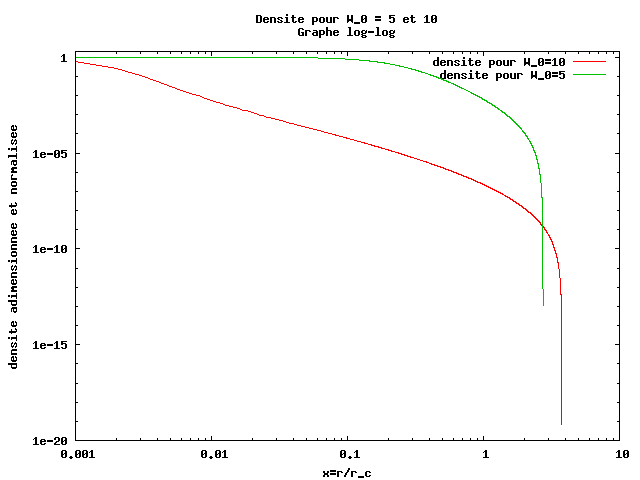 Densite pour W_0 = 5 et 10
Graphe log-log
densite pour W_0=10
densite pour W_0=5
densite adimensionnee et normalisee
1
1e-05
1e-10
1e-15
1e-20
0.001
0.01
0.1
1
10
x=r/r_c